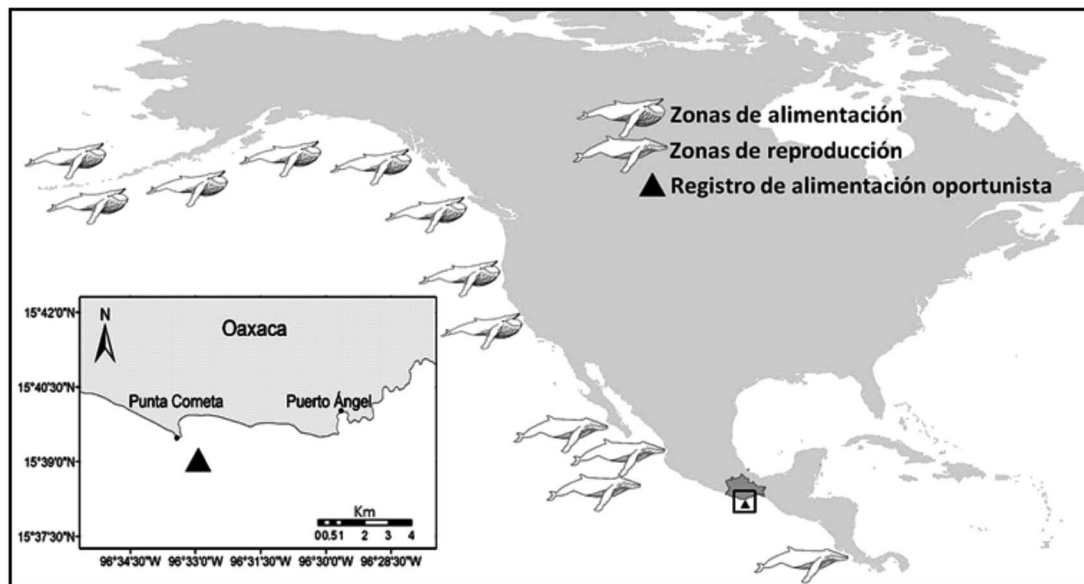 Zonas de alimentación
Zonas de reproducción
Registro de alimentación oportunista
15°42'0"N
15°40'30"N
15°39'0"N
15°37'30"N
N
Oaxaca
Punta Cometa
Puerto Ángel
Km
0 0.5 1 2 3 4
96°34'30"W
96°33'0"W
96°31'30"W
96°30'0"W
96°28'30"W